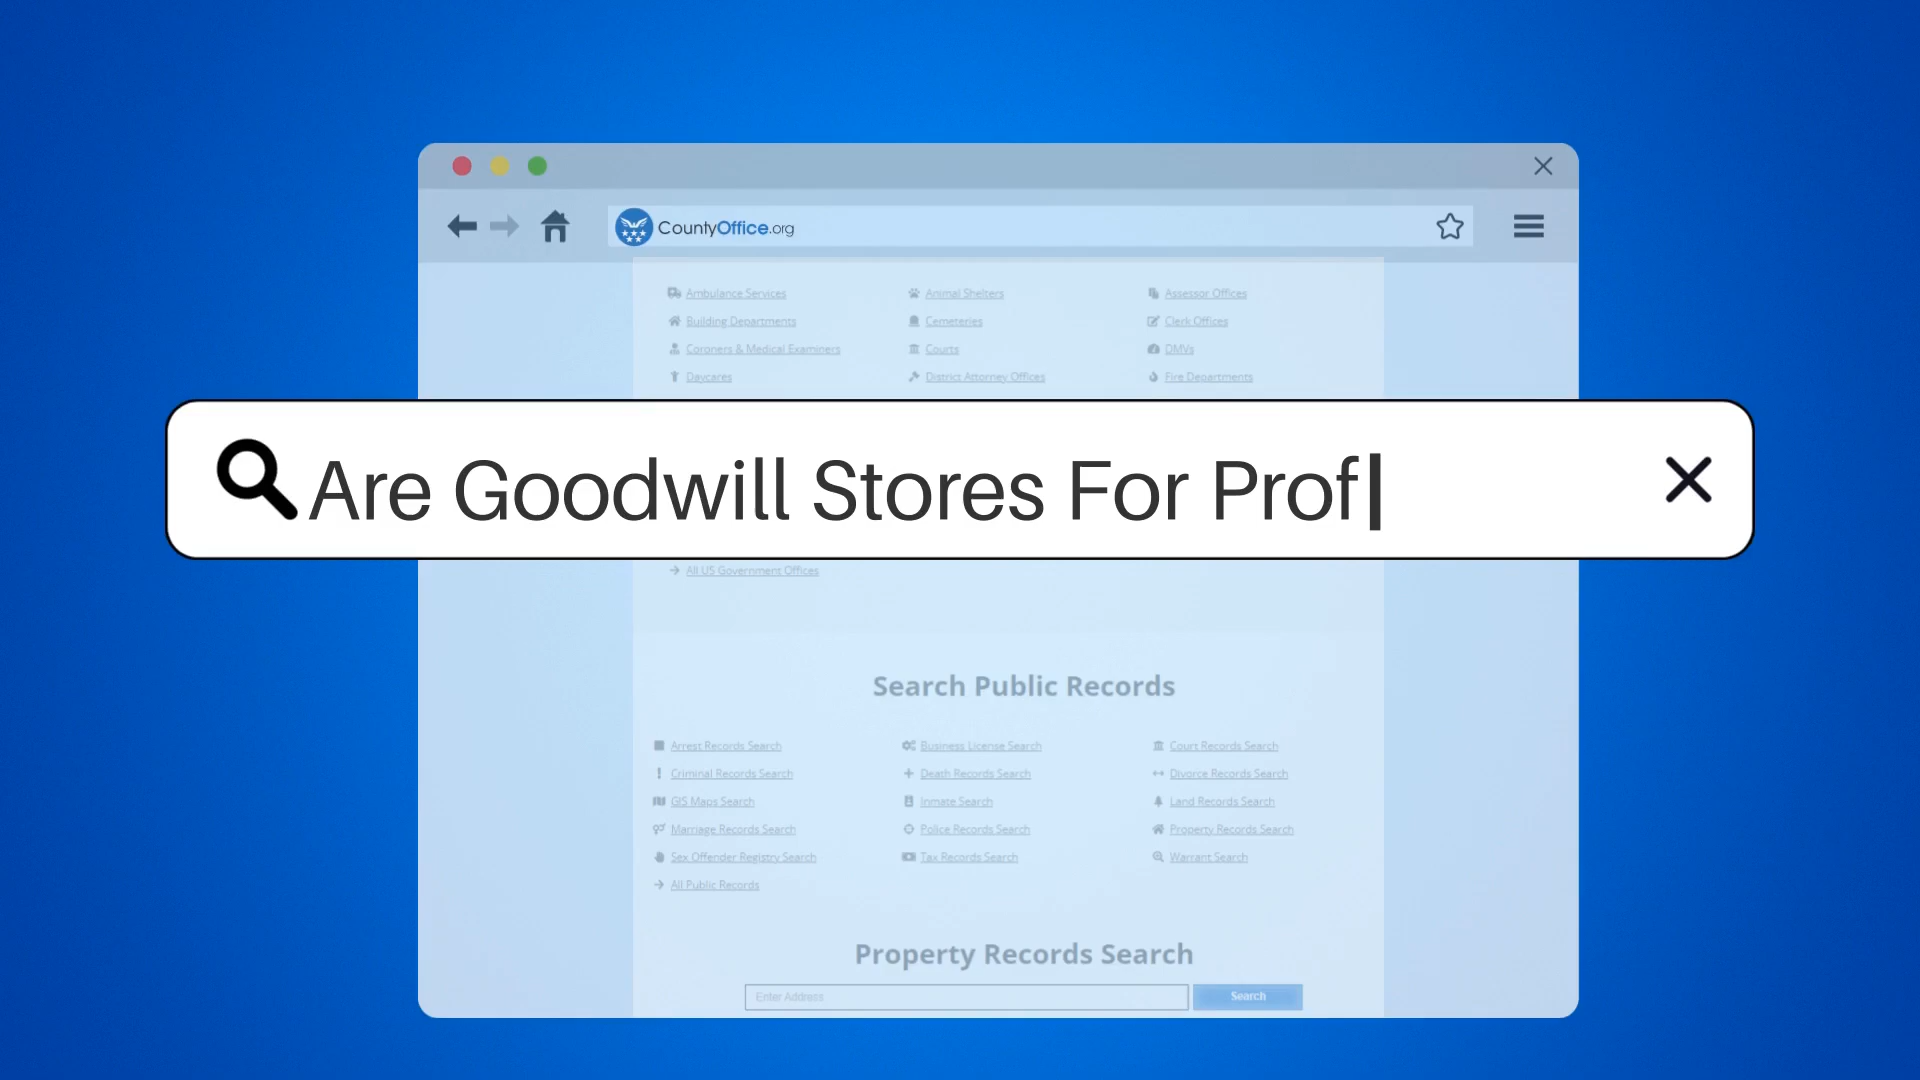 CountyOffice.org
Ambulance Services Animal Shelters Assessor Offices
Building Departments Cemeteries Clerk Offices
Coroners & Medical Examiners Courts DMVs
Daycares District Attorney Offices Fire Departments
Are Goodwill Stores For Prof
All US Government Offices
Search Public Records
Arrest Records Search Business License Search Court Records Search
Criminal Records Search Death Records Search Divorce Records Search
GIS Maps Search Inmate Search Land Records Search
Marriage Records Search Police Records Search Property Records Search
Sex Offender Registry Search Tax Records Search Warrant Search
All Public Records
Property Records Search
Enter Address Search